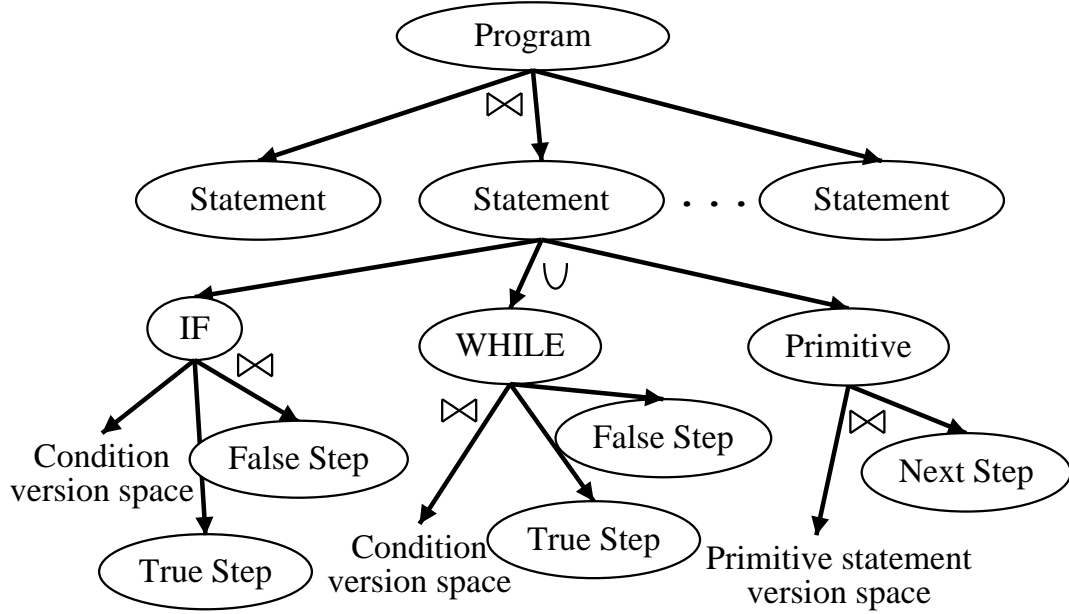 Program
⋈
Statement
Statement
. . .
Statement
∪
IF
WHILE
Primitive
⋈
⋈
⋈
Condition
version space
False Step
False Step
Next Step
True Step
Condition
version space
True Step
Primitive statement
version space